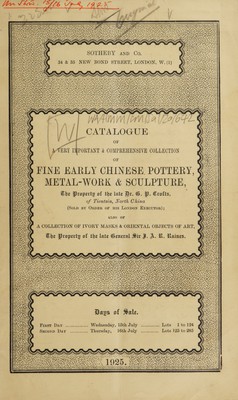 SOTHEBY AND CO.
34 & 35 NEW BOND STREET, LONDON, W. (1)
CATALOGUE
OF
A VERY IMPORTANT & COMPREHENSIVE COLLECTION
OF
FINE EARLY CHINESE POTTERY,
METAL-WORK & SCULPTURE,
The Property of the late Dr. G. P. Coults,
of Tientsin, North China
(SOLD BY ORDER OF HIS LONDON EXECUTOR);
ALSO OF
A COLLECTION OF IVORY MASKS & ORIENTAL OBJECTS OF ART,
The Property of the late General Sir J. A. R. Raines.
Days of Sale.
FIRST DAY ... Wednesday, 15th July ... Lots 1 to 124
SECOND DAY ... Thursday, 16th July ... Lots 125 to 263
1925.